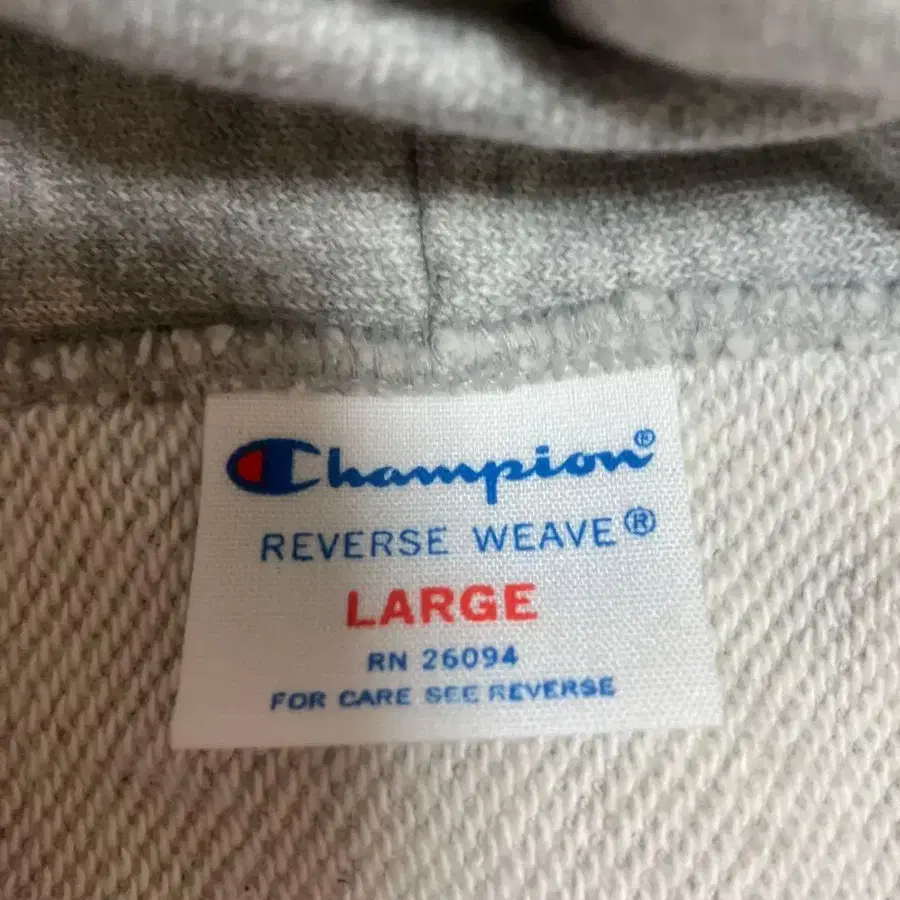 Champion®
REVERSE WEAVE®
LARGE
RN 26094
FOR CARE SEE REVERSE